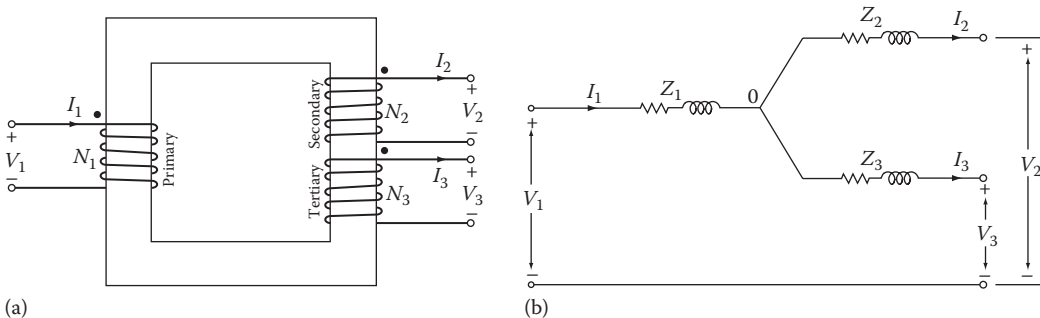 I₁
+
V₁
−
N₁
Primary
Secondary
N₂
I₂
+
V₂
−
Tertiary
N₃
I₃
+
V₃
−
(a)
I₁
Z₁
0
Z₂
I₂
Z₃
I₃
+
V₁
−
+
V₃
−
+
V₂
−
(b)